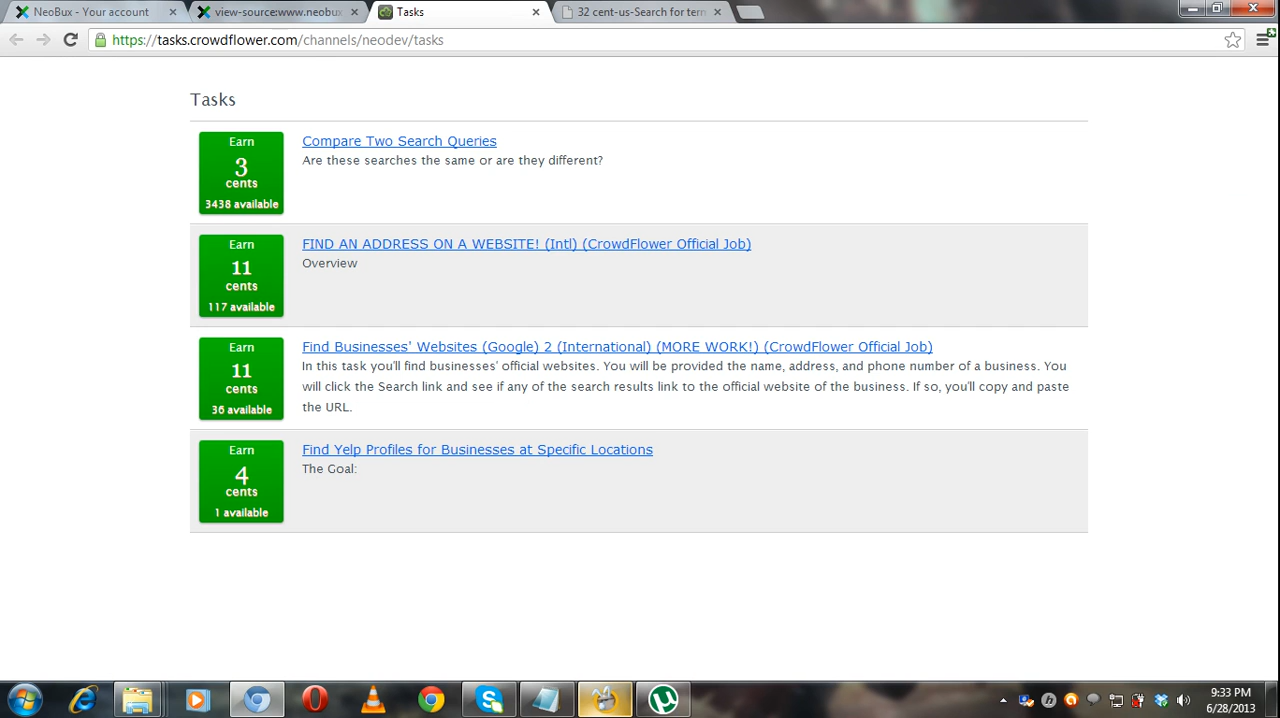 NeoBux - Your account
view-source:www.neobux
Tasks
32 cent-us-Search for tern
https://tasks.crowdflower.com/channels/neodev/tasks
Tasks
Earn
3
cents
3438 available
Compare Two Search Queries
Are these searches the same or are they different?
Earn
11
cents
117 available
FIND AN ADDRESS ON A WEBSITE! (Intl) (CrowdFlower Official Job)
Overview
Earn
11
cents
36 available
Find Businesses' Websites (Google) 2 (International) (MORE WORK!) (CrowdFlower Official Job)
In this task you'll find businesses' official websites. You will be provided the name, address, and phone number of a business. You
will click the Search link and see if any of the search results link to the official website of the business. If so, you'll copy and paste
the URL.
Earn
4
cents
1 available
Find Yelp Profiles for Businesses at Specific Locations
The Goal:
9:33 PM
6/28/2013